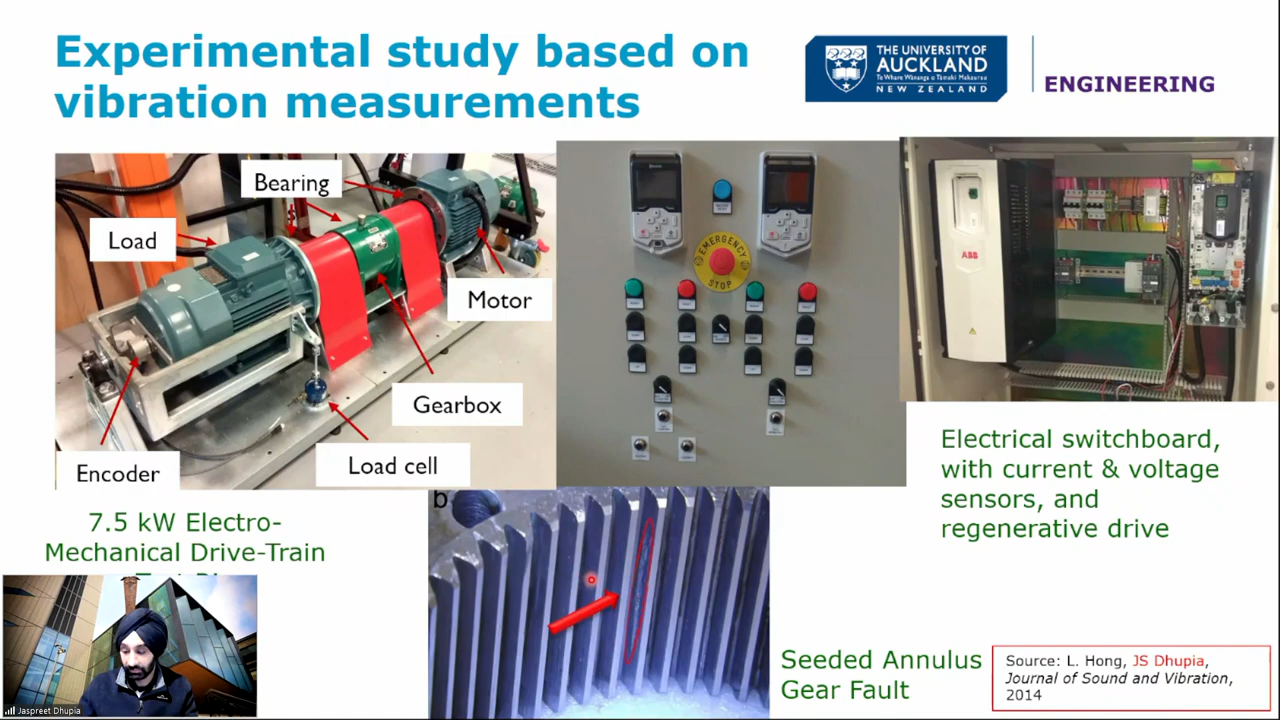 Experimental study based on
vibration measurements
THE UNIVERSITY OF
AUCKLAND
Te Whare Wānanga o Tāmaki Makaurau
NEW ZEALAND
ENGINEERING
Bearing
Load
Motor
Gearbox
Load cell
Encoder
EMERGENCY
STOP
ABB
Electrical switchboard,
with current & voltage
sensors, and
regenerative drive
7.5 kW Electro-
Mechanical Drive-Train
b
Seeded Annulus
Gear Fault
Source: L. Hong, JS Dhupia,
Journal of Sound and Vibration,
2014
Jaspreet Dhupia